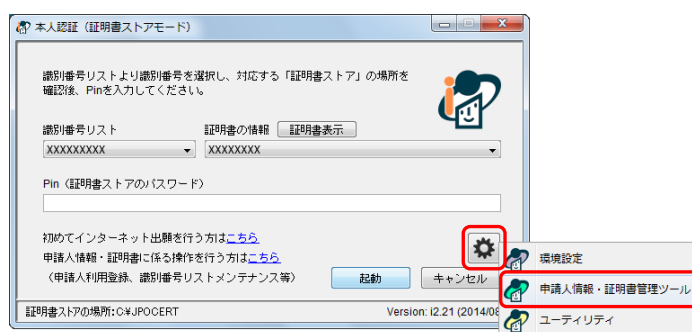 本人認証（証明書ストアモード）
識別番号リストより識別番号を選択し、対応する「証明書ストア」の場所を
確認後、Pinを入力してください。
識別番号リスト 証明書の情報 証明書表示
XXXXXXXXX XXXXXXXX
Pin（証明書ストアのパスワード）
初めてインターネット出願を行う方はこちら
申請人情報・証明書に係る操作を行う方はこちら
（申請人利用登録、識別番号リストメンテナンス等） 起動 キャンセル
証明書ストアの場所:C:¥JPOCERT Version: i2.21 (2014/08
環境設定
申請人情報・証明書管理ツール
ユーティリティ